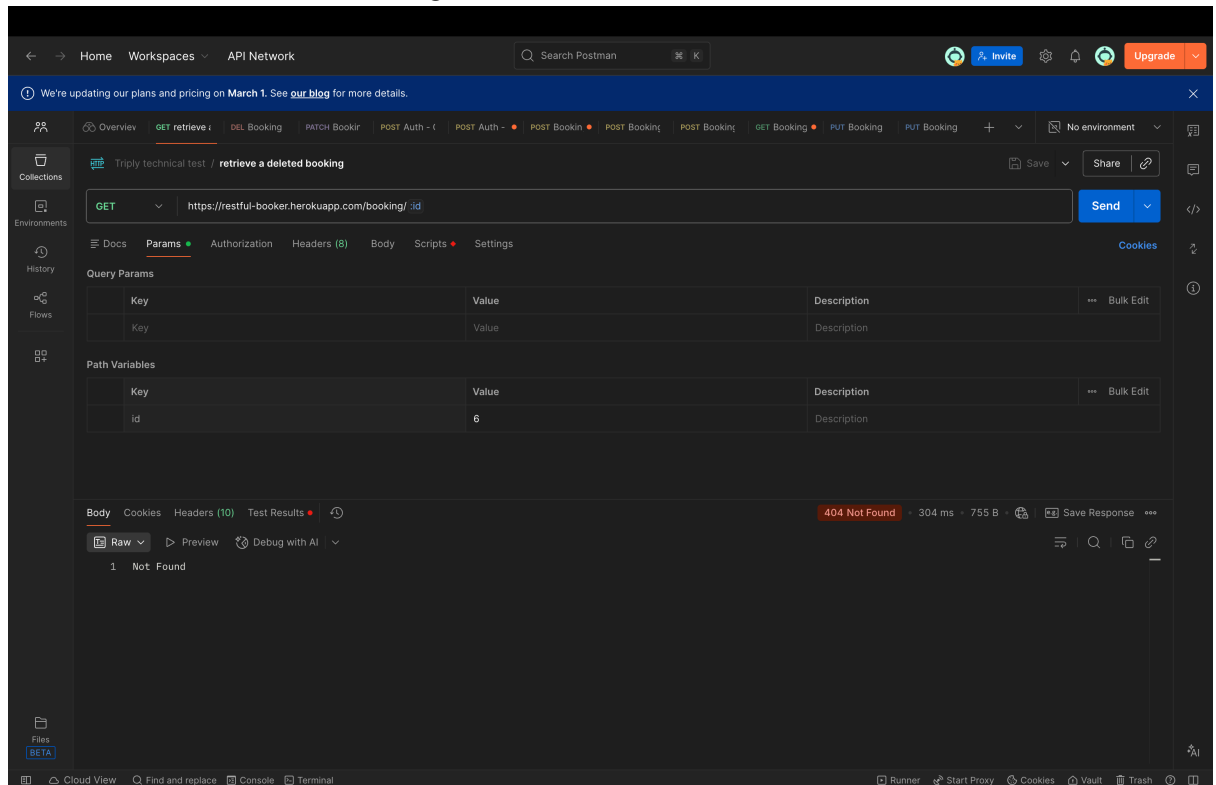 Home Workspaces API Network Search Postman ⌘ K Invite Upgrade
We're updating our plans and pricing on March 1. See our blog for more details.
Overviev GET retrieve DEL Booking PATCH Bookir POST Auth - ( POST Auth - POST Bookin POST Booking POST Booking GET Booking PUT Booking PUT Booking No environment
Collections
HTTP Triply technical test / retrieve a deleted booking Save Share
Environments
GET https://restful-booker.herokuapp.com/booking/ :id Send
History
Docs Params Authorization Headers (8) Body Scripts Settings Cookies
Flows
Query Params
Key Value Description Bulk Edit
Key Value Description
Path Variables
Key Value Description Bulk Edit
id 6 Description
Body Cookies Headers (10) Test Results 404 Not Found 304 ms 755 B Save Response
Raw Preview Debug with AI
1 Not Found
Files
BETA
AI
Cloud View Find and replace Console Terminal Runner Start Proxy Cookies Vault Trash